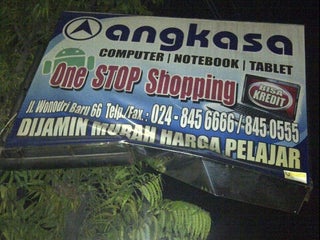 angkasa
COMPUTER | NOTEBOOK | TABLET
One STOP Shopping
BISA
KREDIT
Jl. Wonodri Baru 66 Telp./Fax. : 024 - 845 6666 / 845 0555
DIJAMIN MURAH HARGA PELAJAR